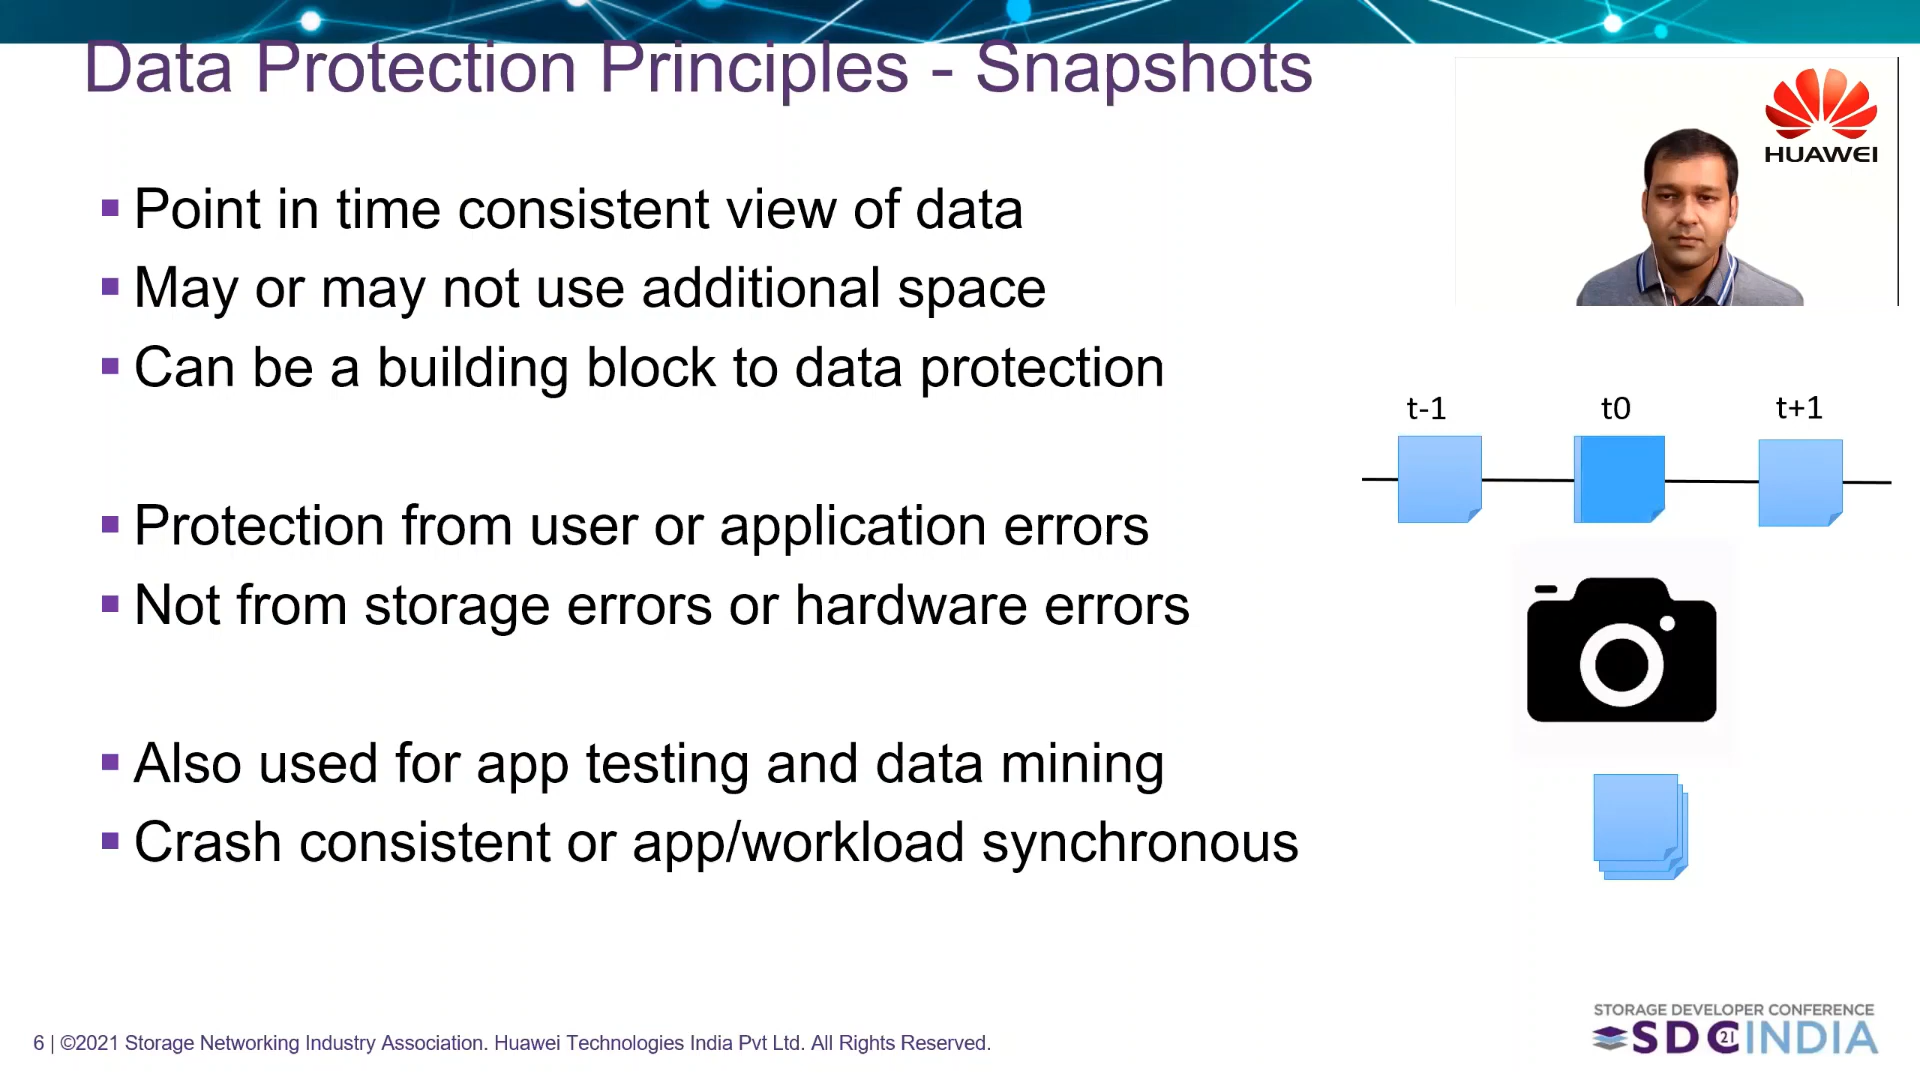 Data Protection Principles - Snapshots
HUAWEI
Point in time consistent view of data
May or may not use additional space
Can be a building block to data protection
t-1 t0 t+1
Protection from user or application errors
Not from storage errors or hardware errors
Also used for app testing and data mining
Crash consistent or app/workload synchronous
6 | ©2021 Storage Networking Industry Association. Huawei Technologies India Pvt Ltd. All Rights Reserved.
STORAGE DEVELOPER CONFERENCE
SDC 21 INDIA